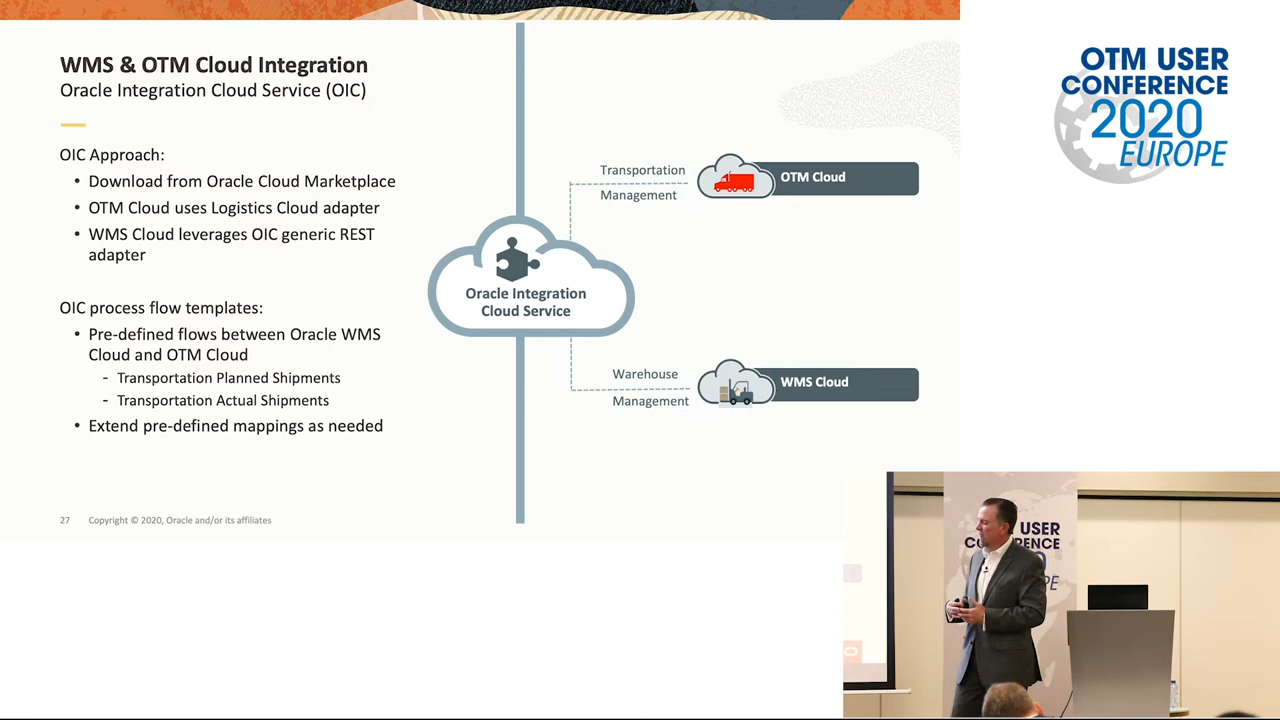 WMS & OTM Cloud Integration
Oracle Integration Cloud Service (OIC)
OIC Approach:
• Download from Oracle Cloud Marketplace
• OTM Cloud uses Logistics Cloud adapter
• WMS Cloud leverages OIC generic REST
adapter
OIC process flow templates:
• Pre-defined flows between Oracle WMS
Cloud and OTM Cloud
- Transportation Planned Shipments
- Transportation Actual Shipments
• Extend pre-defined mappings as needed
27 Copyright © 2020, Oracle and/or its affiliates
Oracle Integration
Cloud Service
Transportation
Management
OTM Cloud
Warehouse
Management
WMS Cloud
OTM USER
CONFERENCE
2020
EUROPE
USER